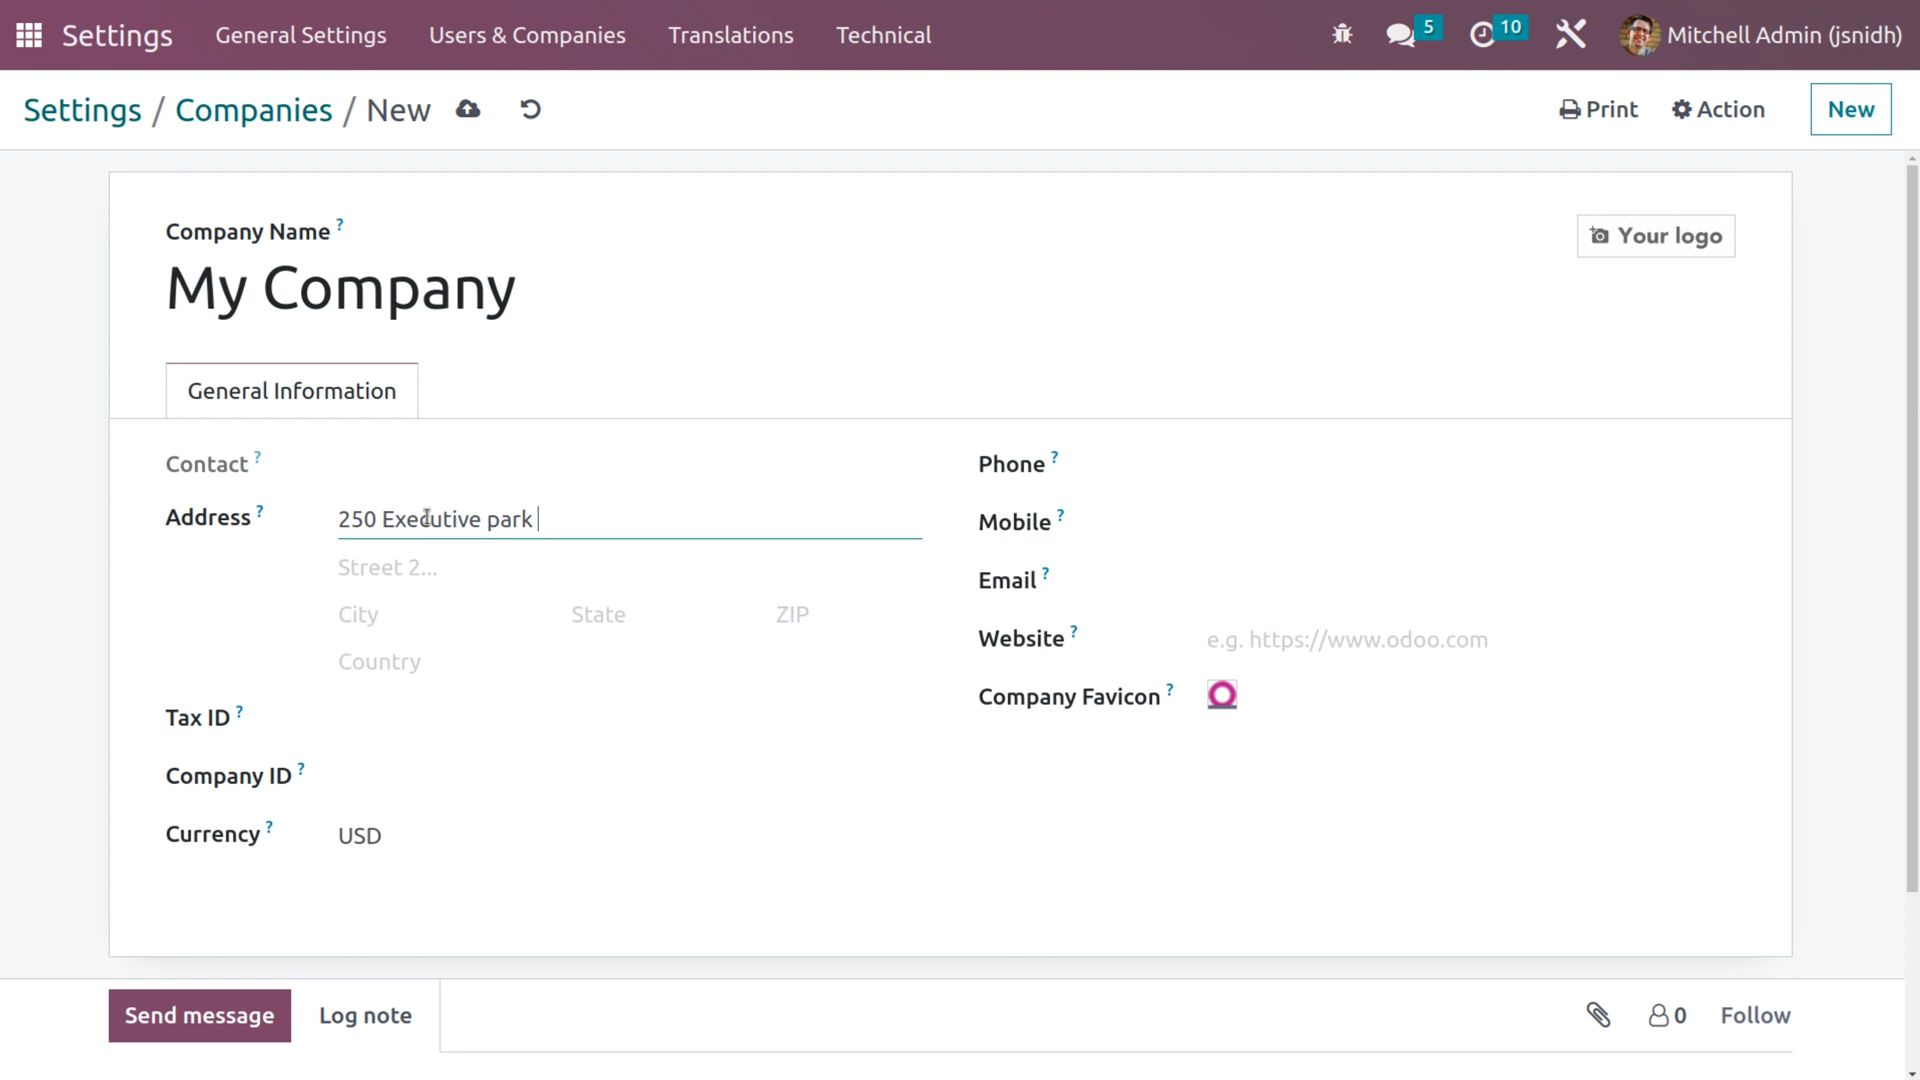 Settings General Settings Users & Companies Translations Technical 5 10 Mitchell Admin (jsnidh)
Settings / Companies / New Print Action New
Company Name ?
Your logo
My Company
General Information
Contact ?
Phone ?
Address ? 250 Executive park
Mobile ?
Street 2...
Email ?
City State ZIP
Website ? e.g. https://www.odoo.com
Country
Company Favicon ?
Tax ID ?
Company ID ?
Currency ? USD
Send message Log note 0 Follow